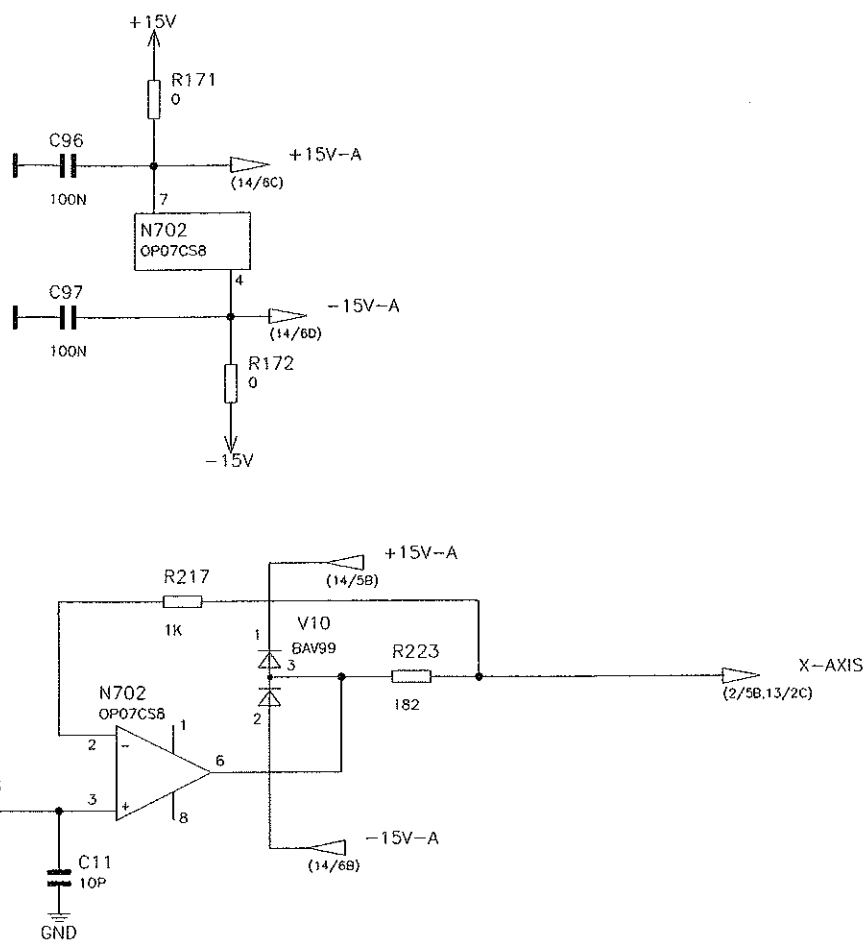 +15V
R171
0
C96
100N
+15V-A
(14/6C)
7
N702
OP07CS8
4
C97
100N
-15V-A
(14/6D)
R172
0
-15V
+15V-A
(14/5B)
R217
1K
V10
BAV99
1
3
2
R223
182
X-AXIS
(2/5B,13/2C)
N702
OP07CS8
1
2
-
6
3
+
8
-15V-A
(14/6B)
C11
10P
GND